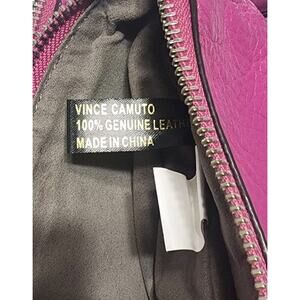 VINCE CAMUTO
100% GENUINE LEATH
MADE IN CHINA